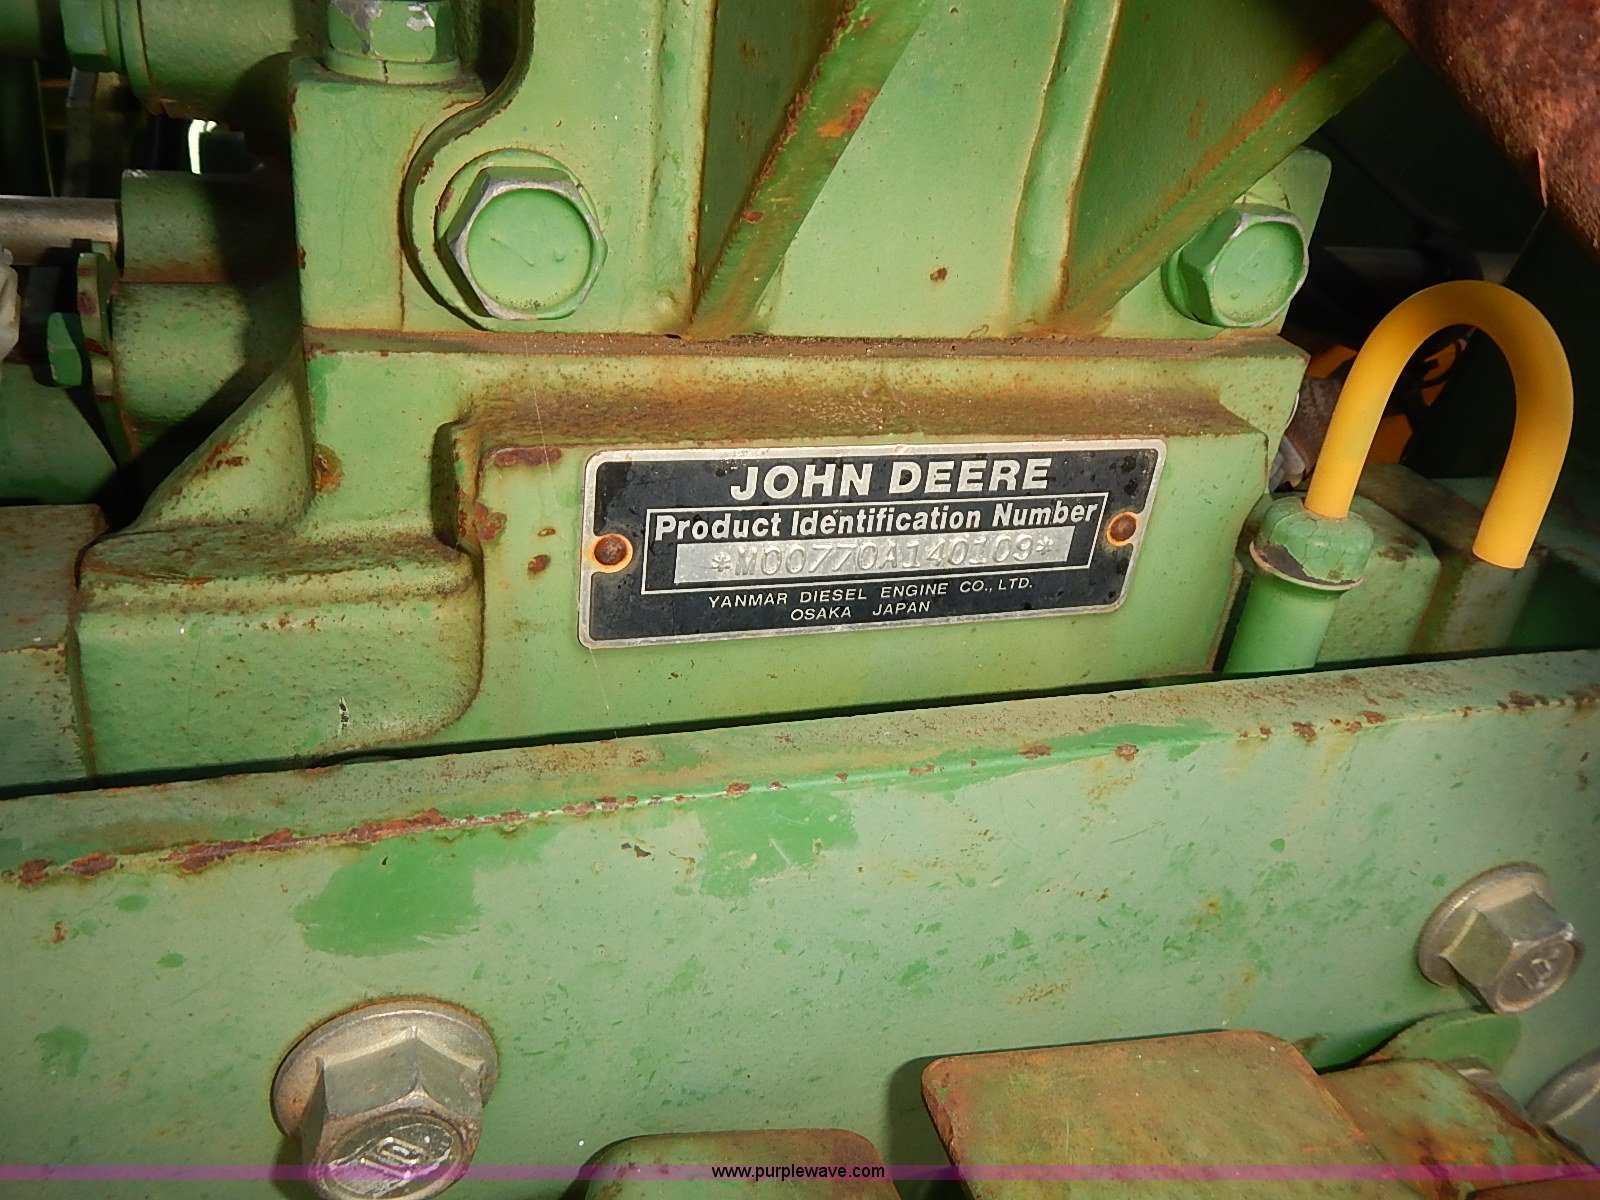 JOHN DEERE
Product Identification Number
*M00770A140109*
YANMAR DIESEL ENGINE CO., LTD.
OSAKA JAPAN
www.purplewave.com